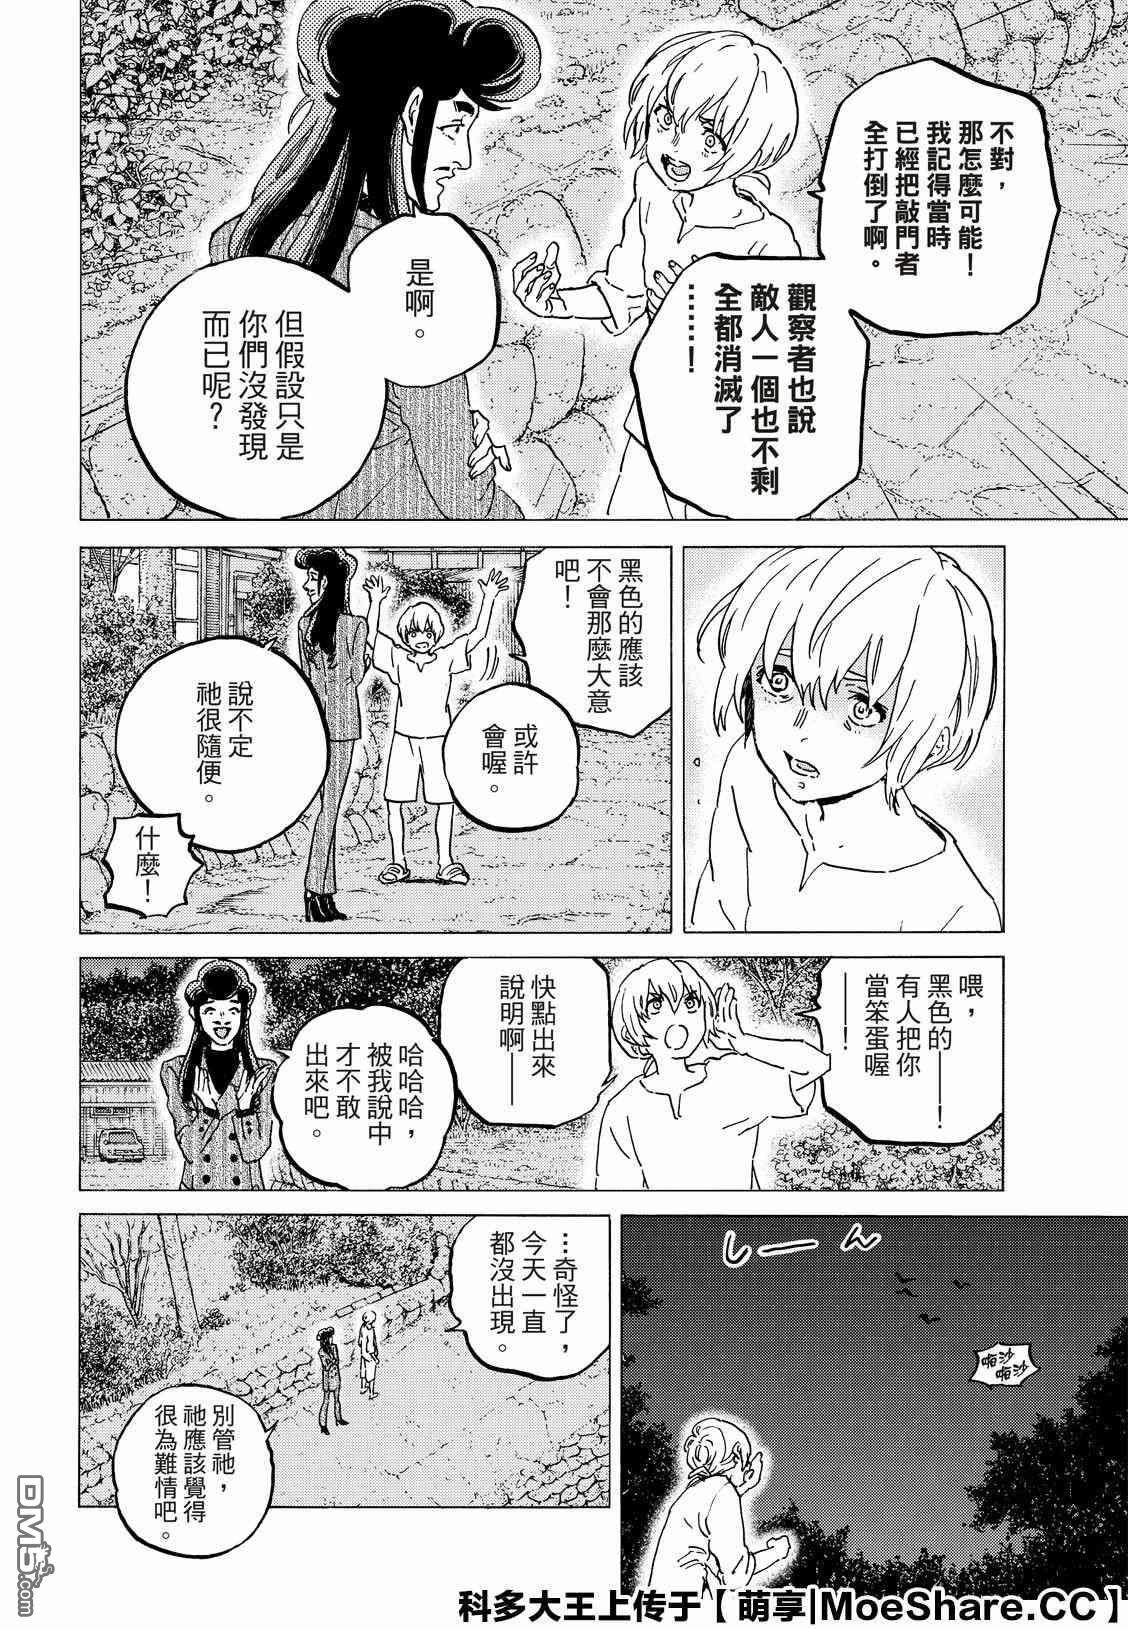 不對，
那怎麼可能！
我記得當時
已經把敲門者
全打倒了啊。
觀察者也說
敵人一個也不剩
全都消滅了
……！
是啊。
但假設只是
你們沒發現
而已呢？
黑色的應該
不會那麼大意
吧！
或許
會喔。
說不定
祂很隨便。
什麼！
喂，
黑色的——！
有人把你
當笨蛋喔
——！
快點出來
說明啊——
哈哈哈，
被我說中
才不敢
出來吧。
しーん
啪沙
啪沙
…奇怪了，
今天一直
都沒出現。
別管祂，
祂應該覺得
很為難情吧。
DM5
科多大王上传于【萌享|MoeShare.CC】